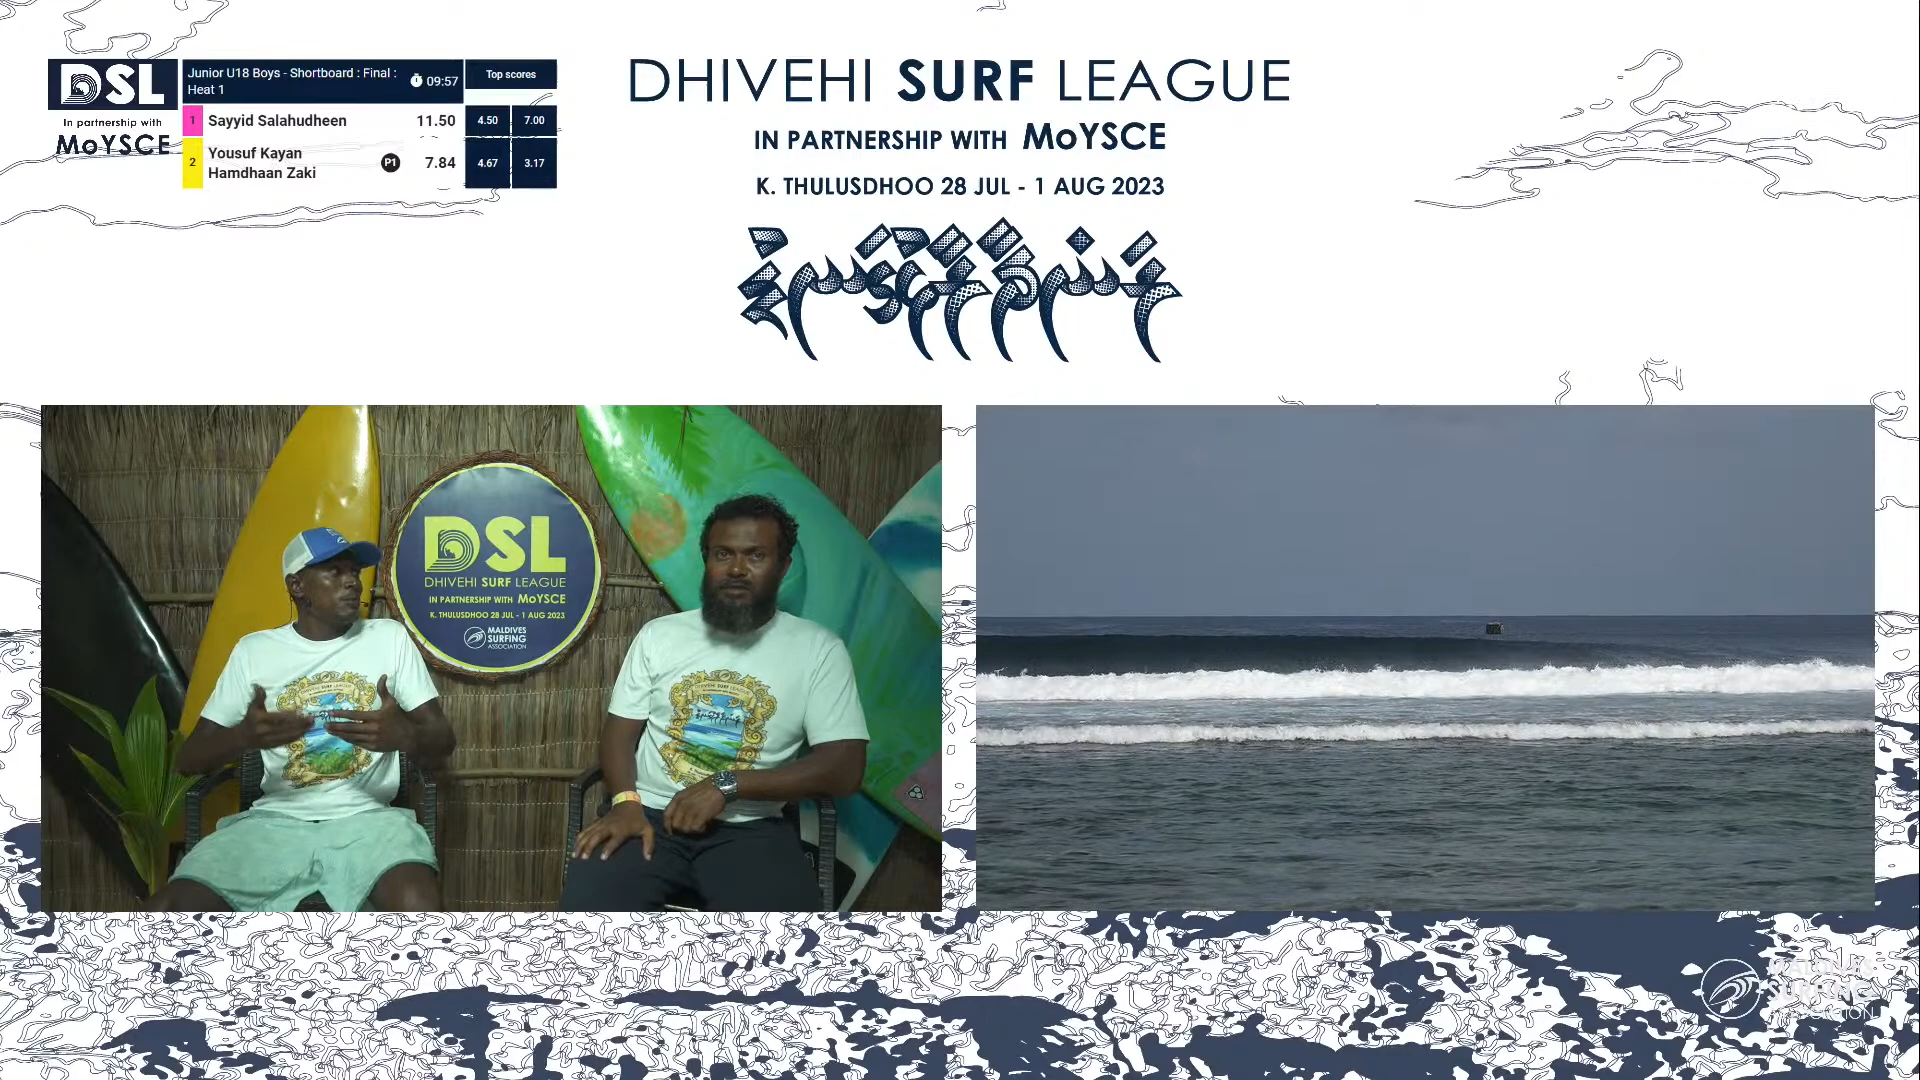 DSL
In partnership with
MoYSCE
Junior U18 Boys - Shortboard : Final :
Heat 1
09:57
Top scores
1 Sayyid Salahudheen 11.50 4.50 7.00
2 Yousuf Kayan
Hamdhaan Zaki P1 7.84 4.67 3.17
DHIVEHI SURF LEAGUE
IN PARTNERSHIP WITH MoYSCE
K. THULUSDHOO 28 JUL - 1 AUG 2023
DSL
DHIVEHI SURF LEAGUE
IN PARTNERSHIP WITH MoYSCE
K. THULUSDHOO 28 JUL - 1 AUG 2023
MALDIVES
SURFING
ASSOCIATION
MALDIVES
SURFING
ASSOCIATION